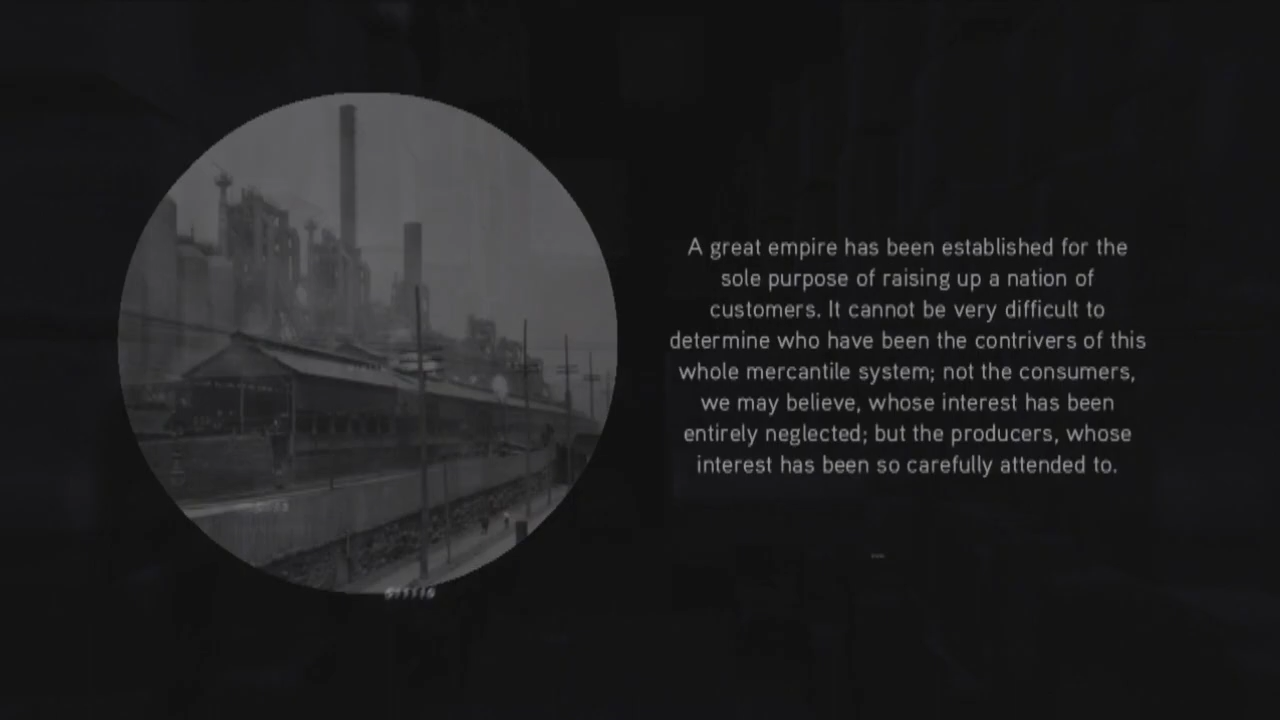 A great empire has been established for the
sole purpose of raising up a nation of
customers. It cannot be very difficult to
determine who have been the contrivers of this
whole mercantile system; not the consumers,
we may believe, whose interest has been
entirely neglected; but the producers, whose
interest has been so carefully attended to.